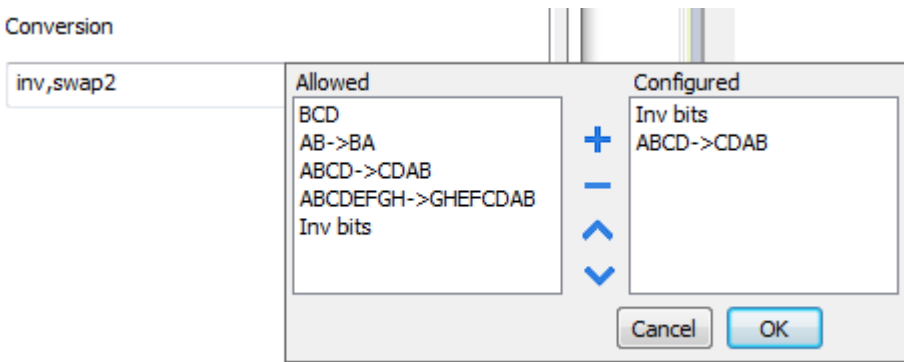 Conversion
inv,swap2
Allowed
BCD
AB->BA
ABCD->CDAB
ABCDEFGH->GHEFCDAB
Inv bits
Configured
Inv bits
ABCD->CDAB
Cancel
OK